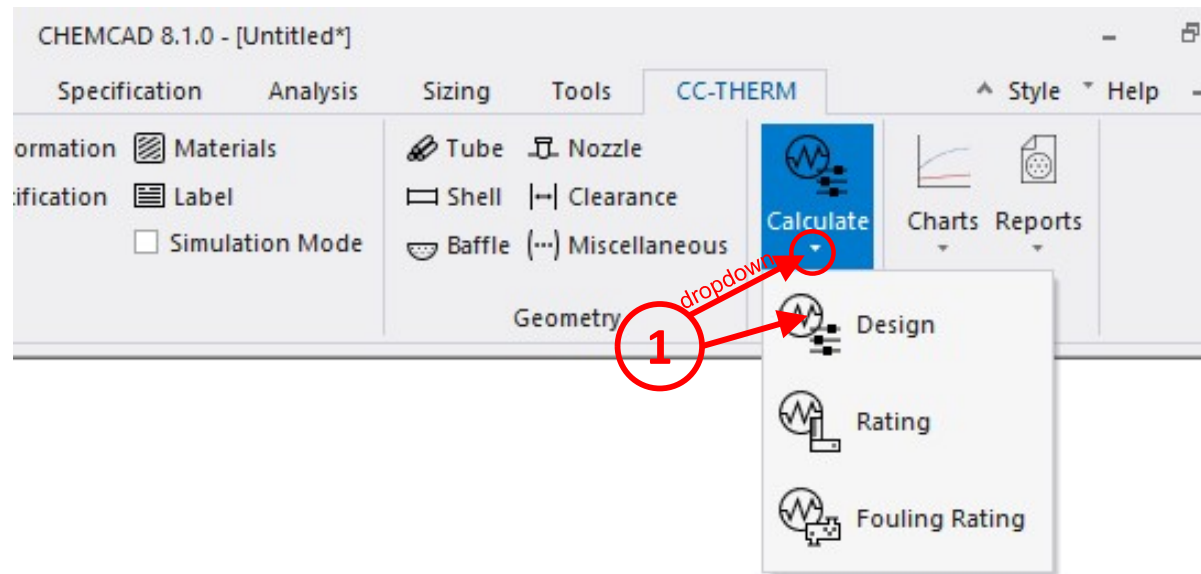 CHEMCAD 8.1.0 - [Untitled*]
Specification Analysis Sizing Tools CC-THERM Style Help
ormation Materials Tube Nozzle
ification Label Shell Clearance Calculate Charts Reports
Simulation Mode Baffle Miscellaneous
dropdown
Geometry
1
Design
Rating
Fouling Rating